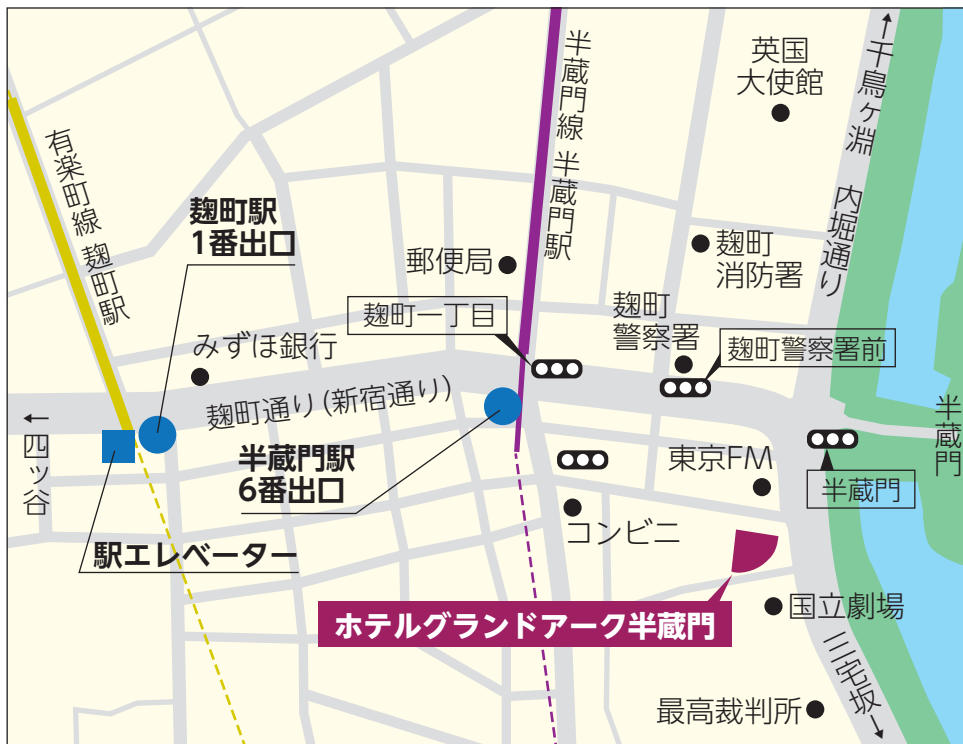 英国
大使館
←千鳥ヶ淵 内堀通り
半蔵門線 半蔵門駅
有楽町線 麹町駅
麹町駅
1番出口
郵便局
麹町
消防署
麹町一丁目
麹町
警察署
麹町警察署前
みずほ銀行
麹町通り(新宿通り)
←四ッ谷
半蔵門駅
6番出口
東京FM
半蔵門
半蔵門
コンビニ
駅エレベーター
ホテルグランドアーク半蔵門
国立劇場
三宅坂→
最高裁判所